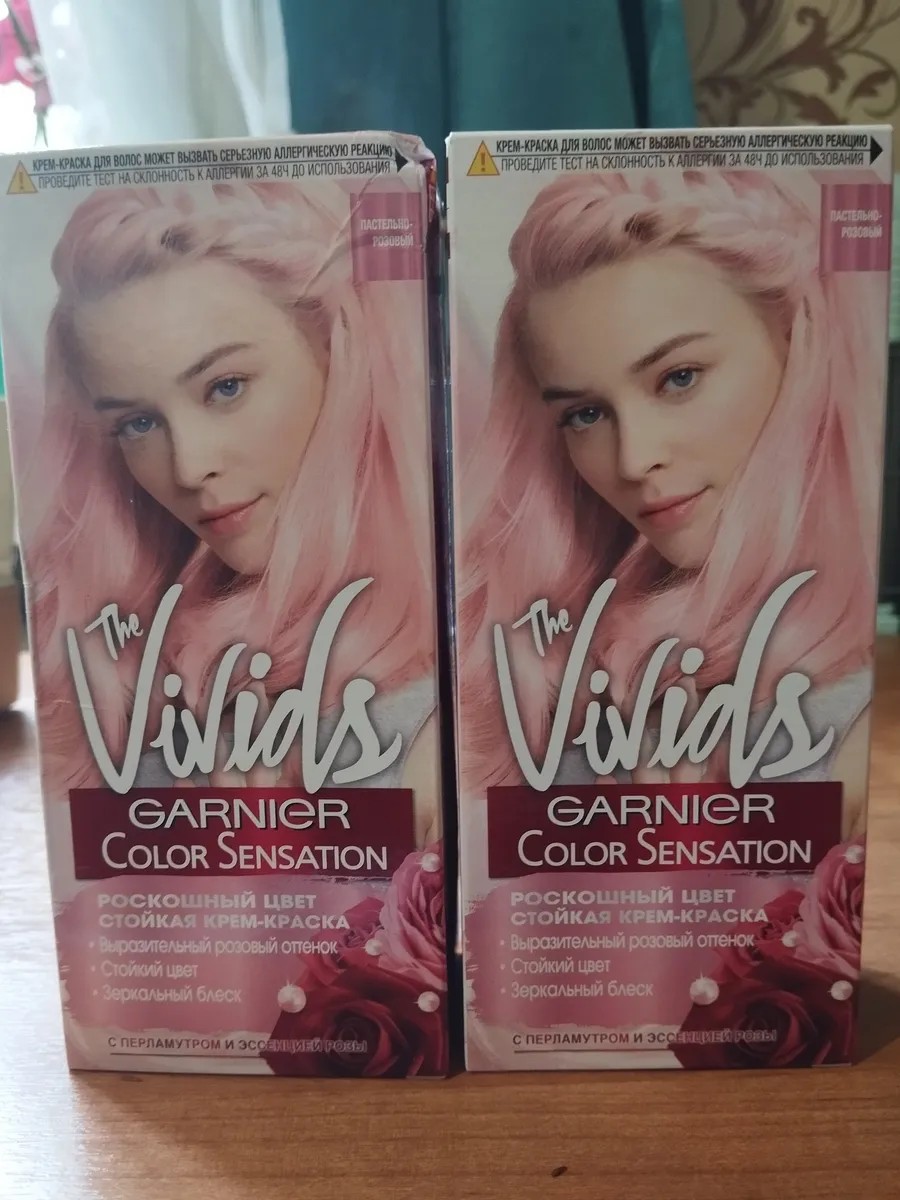 КРЕМ-КРАСКА ДЛЯ ВОЛОС МОЖЕТ ВЫЗВАТЬ СЕРЬЕЗНУЮ АЛЛЕРГИЧЕСКУЮ РЕАКЦИЮ
ПРОВЕДИТЕ ТЕСТ НА СКЛОННОСТЬ К АЛЛЕРГИИ ЗА 48Ч ДО ИСПОЛЬЗОВАНИЯ
ПАСТЕЛЬНО-
РОЗОВЫЙ
The
Vivids
GARNIER
COLOR SENSATION
РОСКОШНЫЙ ЦВЕТ
СТОЙКАЯ КРЕМ-КРАСКА
• Выразительный розовый оттенок
• Стойкий цвет
• Зеркальный блеск
С ПЕРЛАМУТРОМ И ЭССЕНЦИЕЙ РОЗЫ
КРЕМ-КРАСКА ДЛЯ ВОЛОС МОЖЕТ ВЫЗВАТЬ СЕРЬЕЗНУЮ АЛЛЕРГИЧЕСКУЮ РЕАКЦИЮ
ПРОВЕДИТЕ ТЕСТ НА СКЛОННОСТЬ К АЛЛЕРГИИ ЗА 48Ч ДО ИСПОЛЬЗОВАНИЯ
ПАСТЕЛЬНО-
РОЗОВЫЙ
The
Vivids
GARNIER
COLOR SENSATION
РОСКОШНЫЙ ЦВЕТ
СТОЙКАЯ КРЕМ-КРАСКА
• Выразительный розовый оттенок
• Стойкий цвет
• Зеркальный блеск
С ПЕРЛАМУТРОМ И ЭССЕНЦИЕЙ РОЗЫ